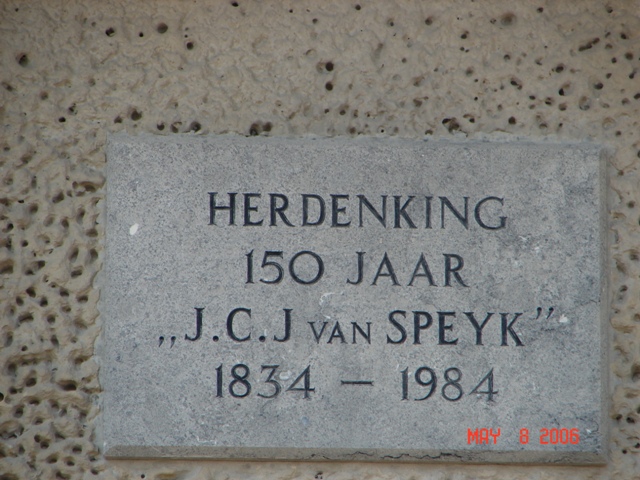 HERDENKING
150 JAAR
„J.C.J VAN SPEYK”
1834 – 1984
MAY 8 2006